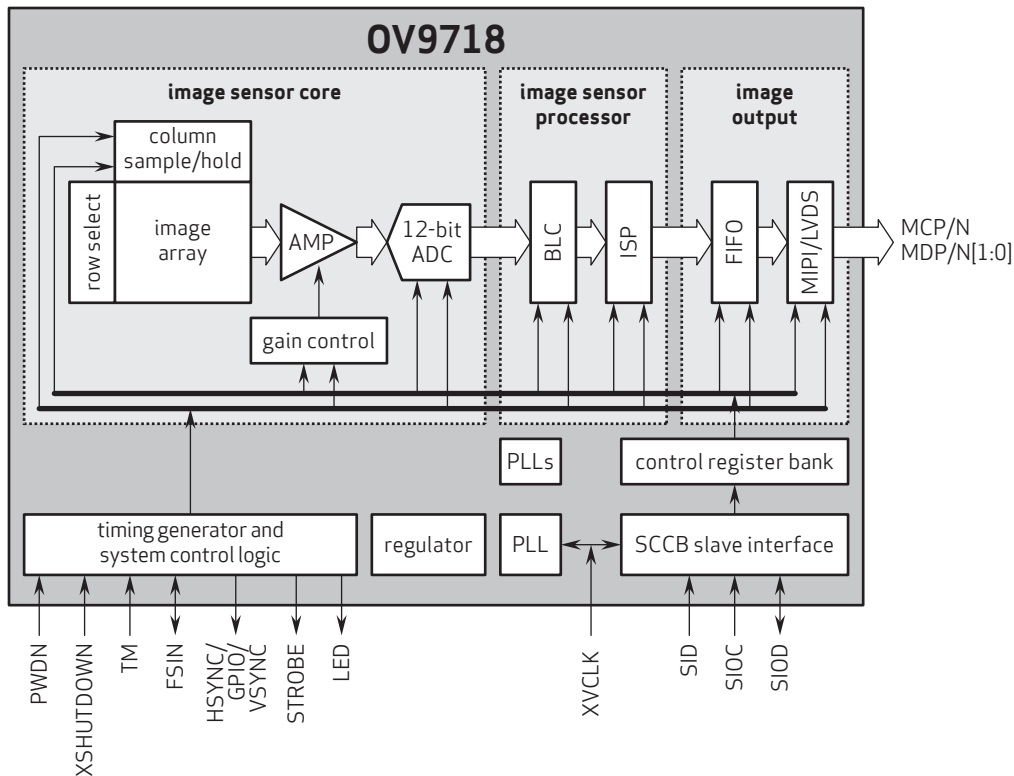 OV9718
image sensor core
image sensor
processor
image
output
column
sample/hold
row select
image
array
AMP
12-bit
ADC
BLC
ISP
FIFO
MIPI/LVDS
MCP/N
MDP/N[1:0]
gain control
PLLs
control register bank
timing generator and
system control logic
regulator
PLL
SCCB slave interface
PWDN
XSHUTDOWN
TM
FSIN
HSYNC/
GPIO/
VSYNC
STROBE
LED
XVCLK
SID
SIOC
SIOD